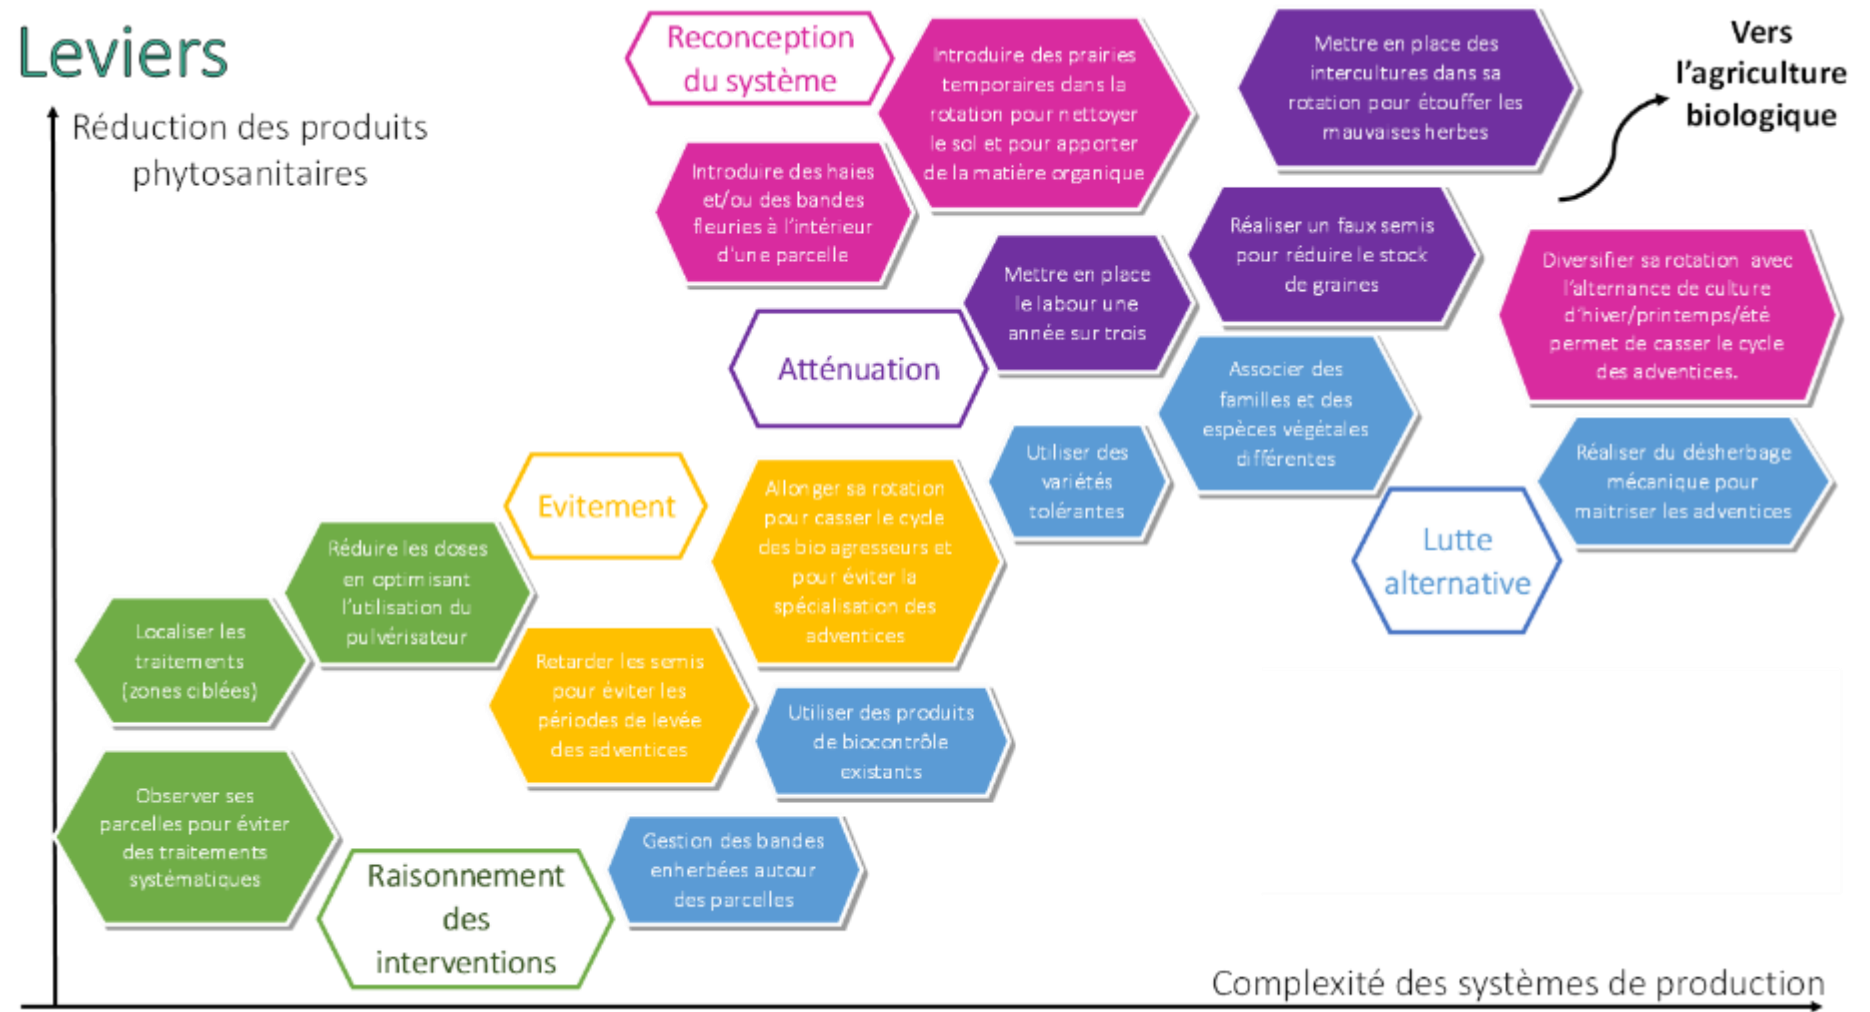 Leviers
Réduction des produits
phytosanitaires
Reconception
du système
Introduire des prairies
temporaires dans la
rotation pour nettoyer
le sol et pour apporter
de la matière organique
Mettre en place des
intercultures dans sa
rotation pour étouffer les
mauvaises herbes
Vers
l'agriculture
biologique
Introduire des haies
et/ou des bandes
fleuries à l'intérieur
d'une parcelle
Mettre en place
le labour une
année sur trois
Réaliser un faux semis
pour réduire le stock
de graines
Diversifier sa rotation avec
l'alternance de culture
d'hiver/printemps/été
permet de casser le cycle
des adventices.
Atténuation
Associer des
familles et des
espèces végétales
différentes
Utiliser des
variétés
tolérantes
Réaliser du désherbage
mécanique pour
maitriser les adventices
Lutte
alternative
Evitement
Allonger sa rotation
pour casser le cycle
des bio agresseurs et
pour éviter la
spécialisation des
adventices
Réduire les doses
en optimisant
l'utilisation du
pulvérisateur
Localiser les
traitements
(zones ciblées)
Retarder les semis
pour éviter les
périodes de levée
des adventices
Utiliser des produits
de biocontrôle
existants
Observer ses
parcelles pour éviter
des traitements
systématiques
Raisonnement
des
interventions
Gestion des bandes
enherbées autour
des parcelles
Complexité des systèmes de production